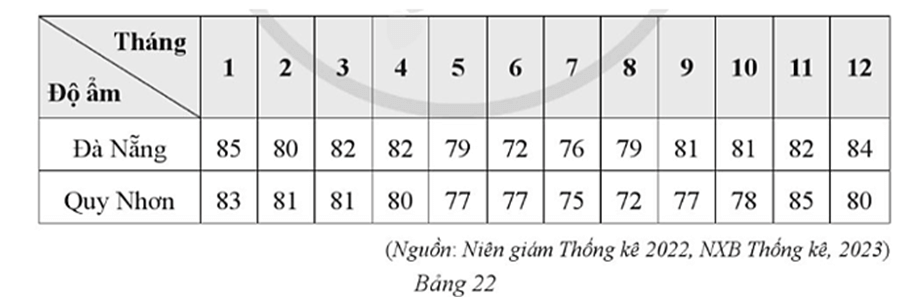 Tháng
Độ ẩm
1 2 3 4 5 6 7 8 9 10 11 12
Đà Nẵng 85 80 82 82 79 72 76 79 81 81 82 84
Quy Nhơn 83 81 81 80 77 77 75 72 77 78 85 80
(Nguồn: Niên giám Thống kê 2022, NXB Thống kê, 2023)
Bảng 22